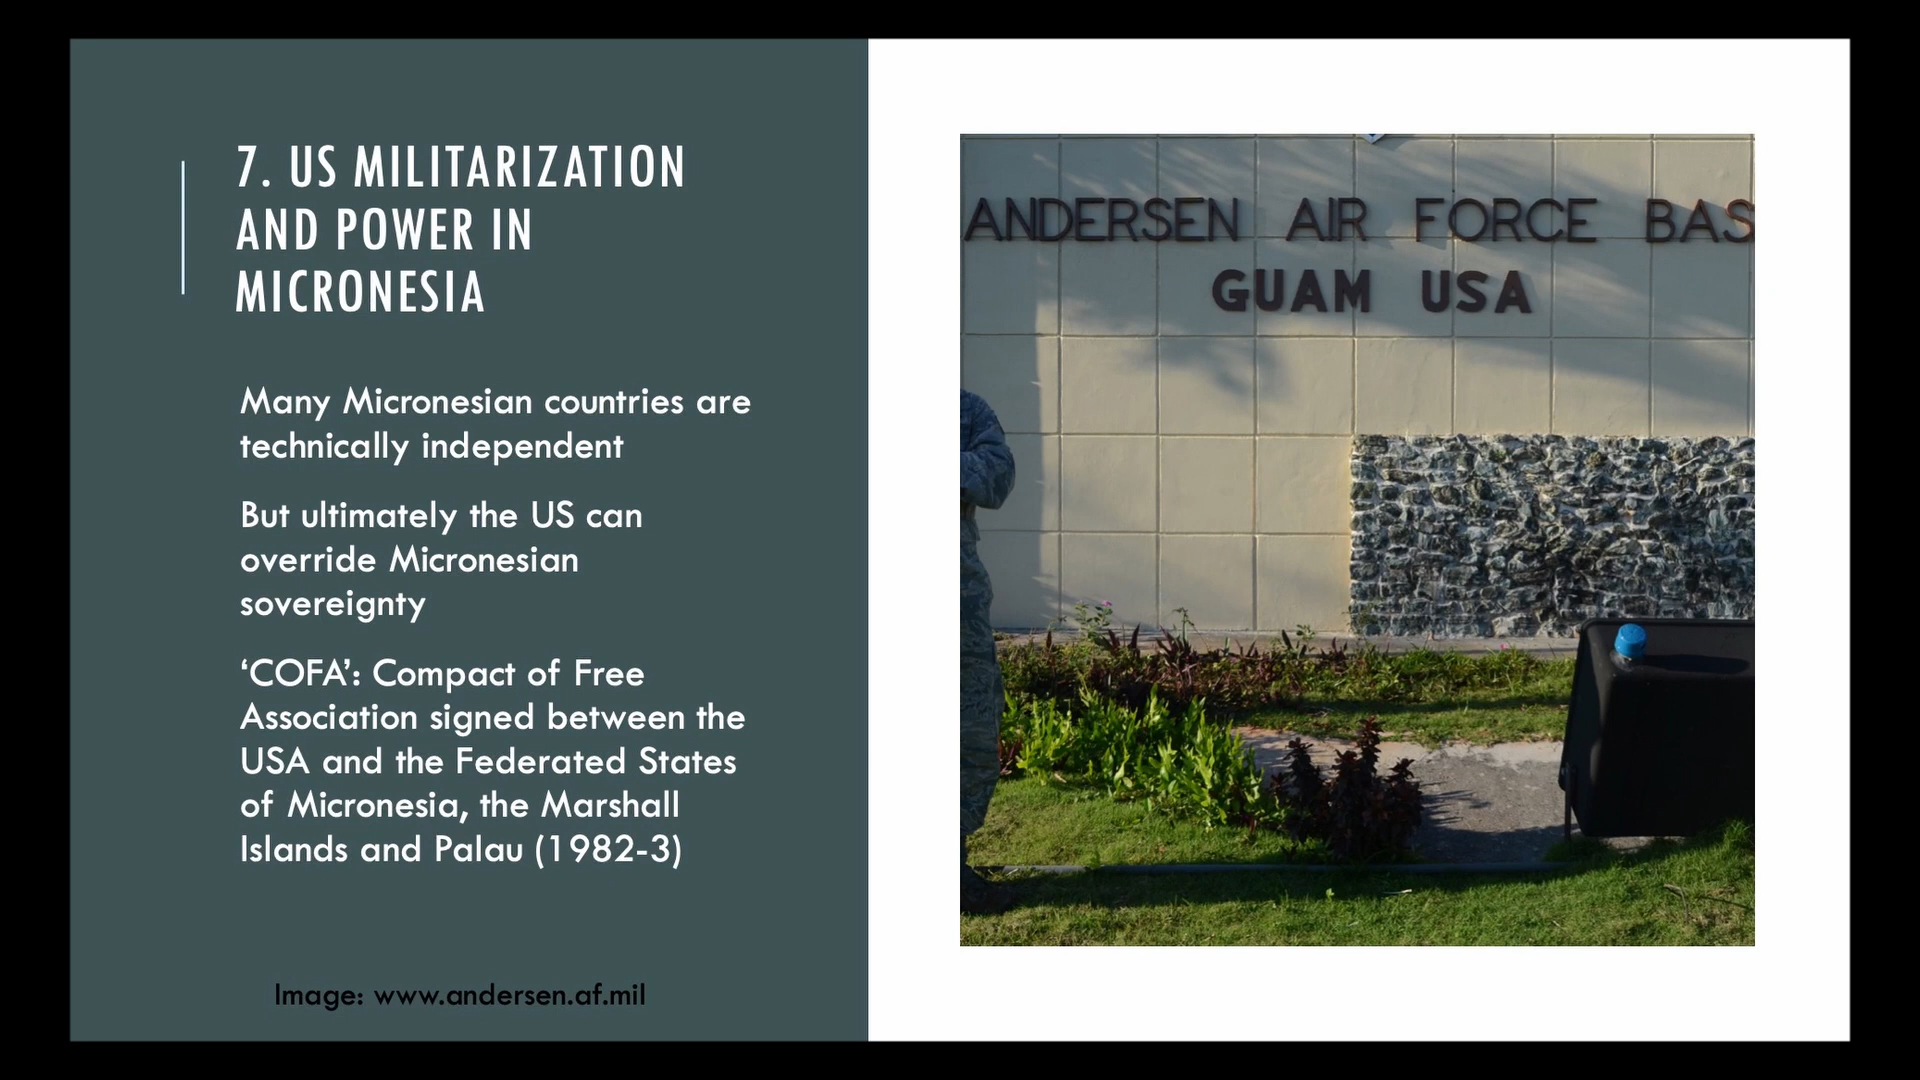 7. US MILITARIZATION
AND POWER IN
MICRONESIA
Many Micronesian countries are
technically independent
But ultimately the US can
override Micronesian
sovereignty
‘COFA’: Compact of Free
Association signed between the
USA and the Federated States
of Micronesia, the Marshall
Islands and Palau (1982-3)
Image: www.andersen.af.mil
ANDERSEN AIR FORCE BAS
GUAM USA